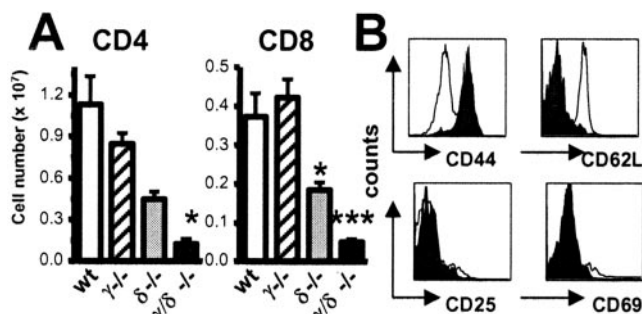 A CD4 CD8
Cell number (x 10⁷)
1.2
0.9
0.6
0.3
0.0
*
wt γ-/- δ-/- γ/δ -/-
0.5
0.4
0.3
0.2
0.1
0.0
*
***
wt γ-/- δ-/- γ/δ -/-
B
counts
CD44 CD62L
CD25 CD69